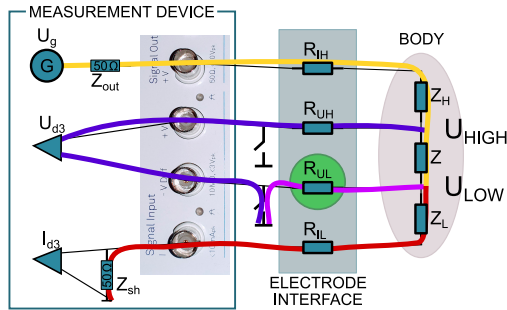 MEASUREMENT DEVICE
Ug
G
50Ω
Zout
Signal Out
+V
RIH
BODY
ZH
Ud3
+V
RUH
UHIGH
Z
- V Diff
RUL
ULOW
ZL
Id3
50Ω
Zsh
Signal Input
I
RIL
ELECTRODE
INTERFACE